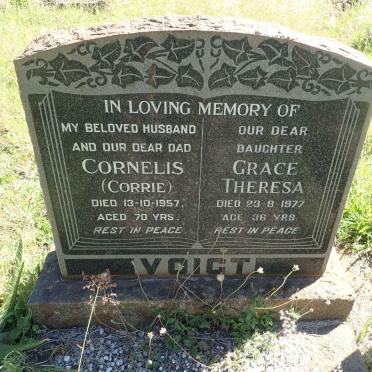 IN LOVING MEMORY OF
MY BELOVED HUSBAND
AND OUR DEAR DAD
CORNELIS
(CORRIE)
DIED 13-10-1957.
AGED 70 YRS.
REST IN PEACE.
OUR DEAR
DAUGHTER
GRACE
THERESA
DIED 23-8-1977
AGE 36 YRS.
REST IN PEACE.
VOIGT